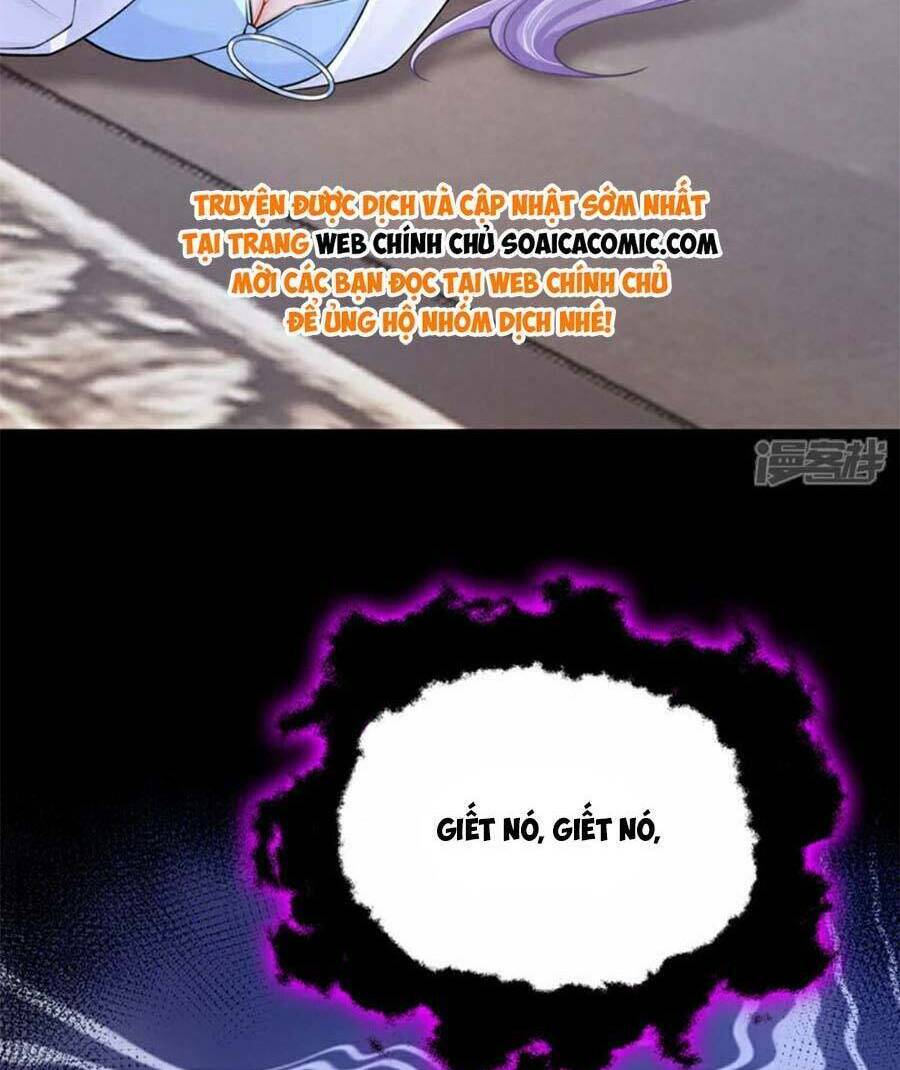 TRUYỆN ĐƯỢC DỊCH VÀ CẬP NHẬT SỚM NHẤT
TẠI TRANG WEB CHÍNH CHỦ SOAICACOMIC.COM
MỜI CÁC BẠN ĐỌC TẠI WEB CHÍNH CHỦ
ĐỂ ỦNG HỘ NHÓM DỊCH NHÉ!
漫客栈
GIẾT NÓ, GIẾT NÓ,